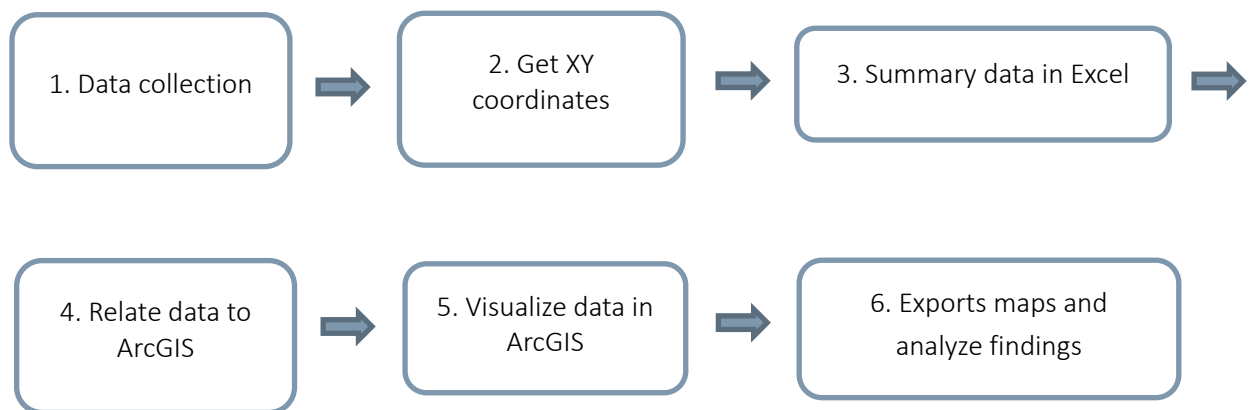 1. Data collection
2. Get XY
coordinates
3. Summary data in Excel
4. Relate data to
ArcGIS
5. Visualize data in
ArcGIS
6. Exports maps and
analyze findings